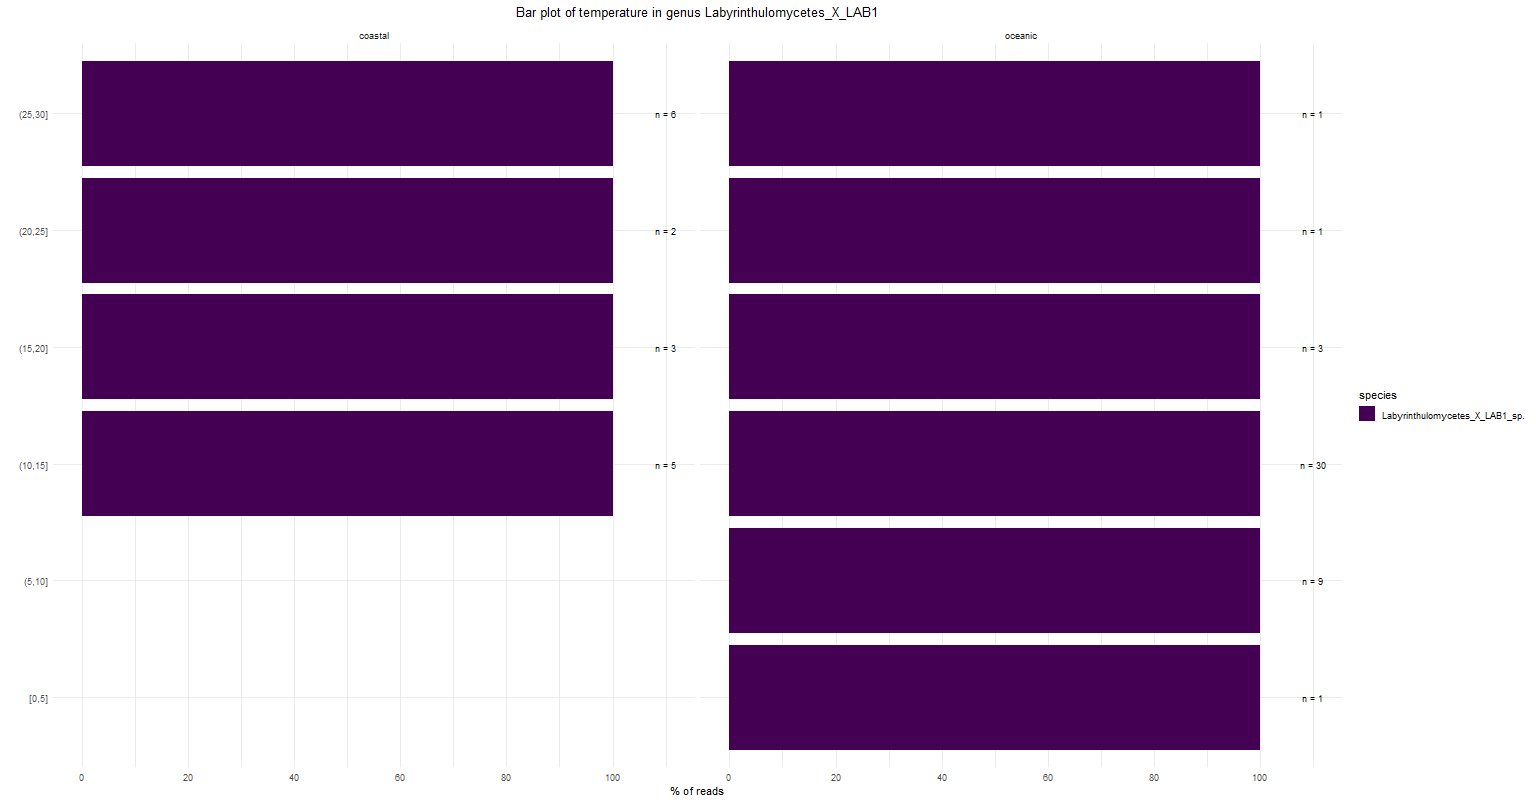 Bar plot of temperature in genus Labyrinthulomycetes_X_LAB1
coastal
oceanic
(25,30]
n = 6
n = 1
(20,25]
n = 2
n = 1
(15,20]
n = 3
n = 3
(10,15]
n = 5
n = 30
(5,10]
n = 9
[0,5]
n = 1
0 20 40 60 80 100
0 20 40 60 80 100
% of reads
species
Labyrinthulomycetes_X_LAB1_sp.